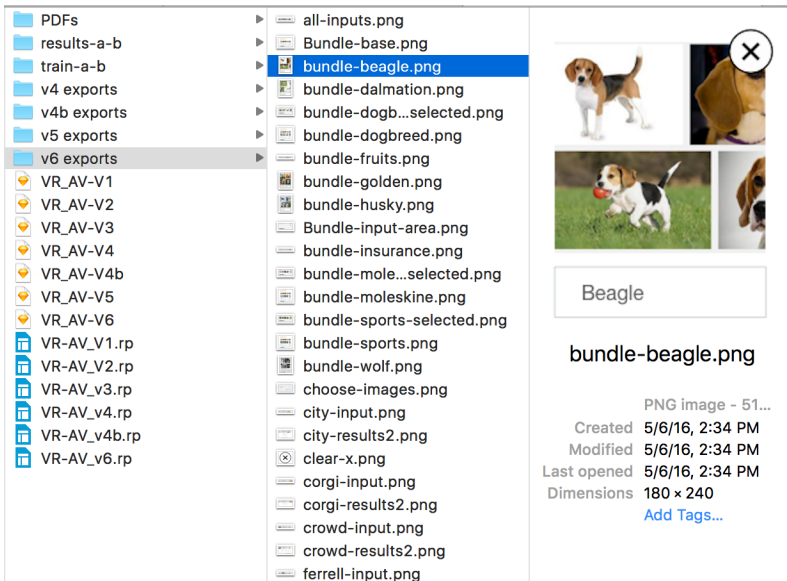 PDFs
results-a-b
train-a-b
v4 exports
v4b exports
v5 exports
v6 exports
VR_AV-V1
VR_AV-V2
VR_AV-V3
VR_AV-V4
VR_AV-V4b
VR_AV-V5
VR_AV-V6
VR-AV_V1.rp
VR-AV_V2.rp
VR-AV_v3.rp
VR-AV_v4.rp
VR-AV_v4b.rp
VR-AV_v6.rp
all-inputs.png
Bundle-base.png
bundle-beagle.png
bundle-dalmation.png
bundle-dogb...selected.png
bundle-dogbreed.png
bundle-fruits.png
bundle-golden.png
bundle-husky.png
Bundle-input-area.png
bundle-insurance.png
bundle-mole...selected.png
bundle-moleskine.png
bundle-sports-selected.png
bundle-sports.png
bundle-wolf.png
choose-images.png
city-input.png
city-results2.png
clear-x.png
corgi-input.png
corgi-results2.png
crowd-input.png
crowd-results2.png
ferrell-input.png
Beagle
bundle-beagle.png
PNG image - 51...
Created 5/6/16, 2:34 PM
Modified 5/6/16, 2:34 PM
Last opened 5/6/16, 2:34 PM
Dimensions 180 × 240
Add Tags...